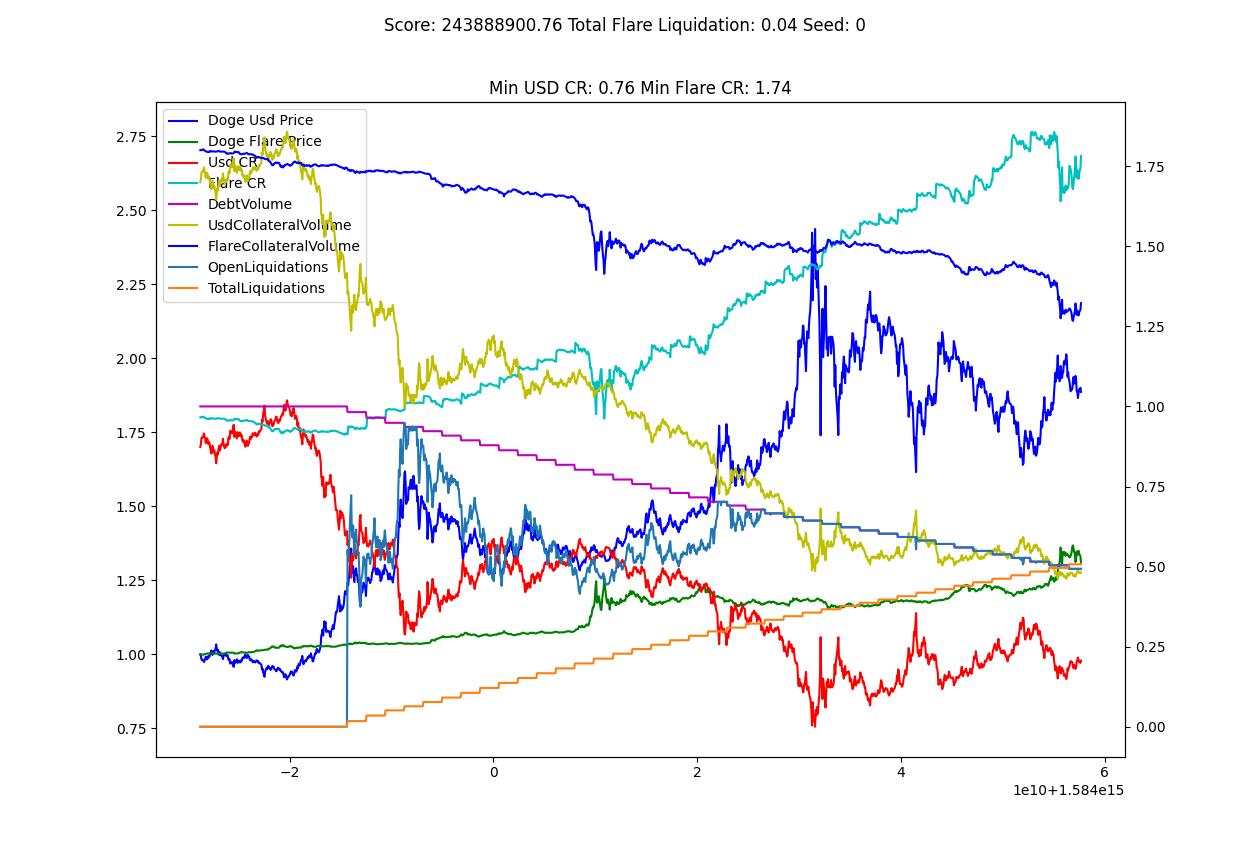 Score: 243888900.76 Total Flare Liquidation: 0.04 Seed: 0
Min USD CR: 0.76 Min Flare CR: 1.74
Doge Usd Price
Doge Flare Price
Usd CR
Flare CR
DebtVolume
UsdCollateralVolume
FlareCollateralVolume
OpenLiquidations
TotalLiquidations
2.75
2.50
2.25
2.00
1.75
1.50
1.25
1.00
0.75
1.75
1.50
1.25
1.00
0.75
0.50
0.25
0.00
−2
0
2
4
6
1e10+1.584e15